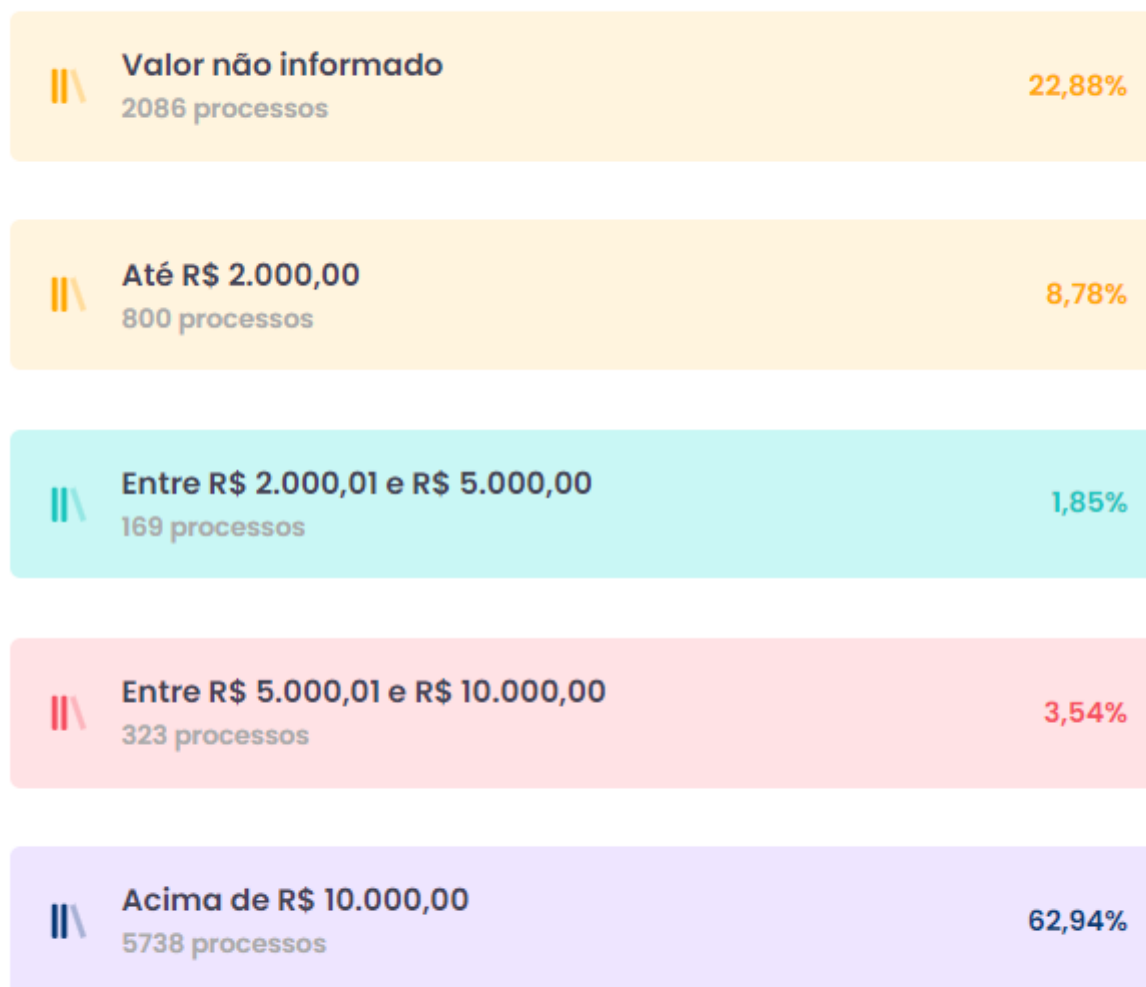 Valor não informado
2086 processos
22,88%
Até R$ 2.000,00
800 processos
8,78%
Entre R$ 2.000,01 e R$ 5.000,00
169 processos
1,85%
Entre R$ 5.000,01 e R$ 10.000,00
323 processos
3,54%
Acima de R$ 10.000,00
5738 processos
62,94%